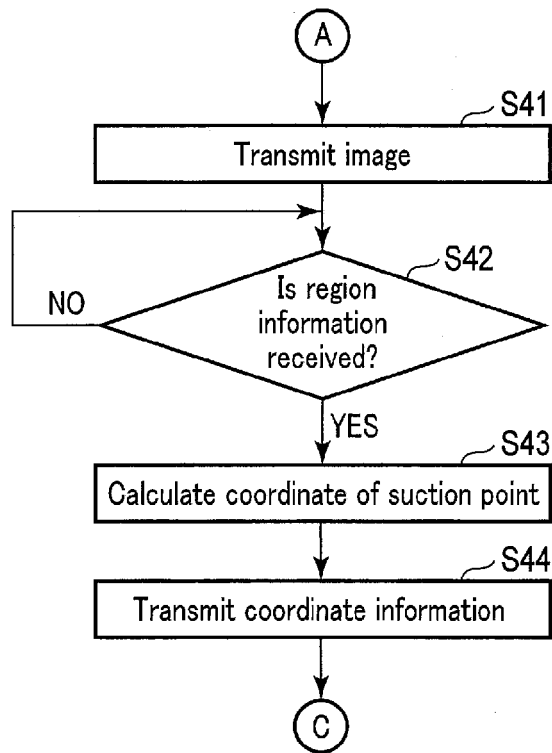 A
S41
Transmit image
S42
Is region
information
received?
NO
YES
S43
Calculate coordinate of suction point
S44
Transmit coordinate information
C